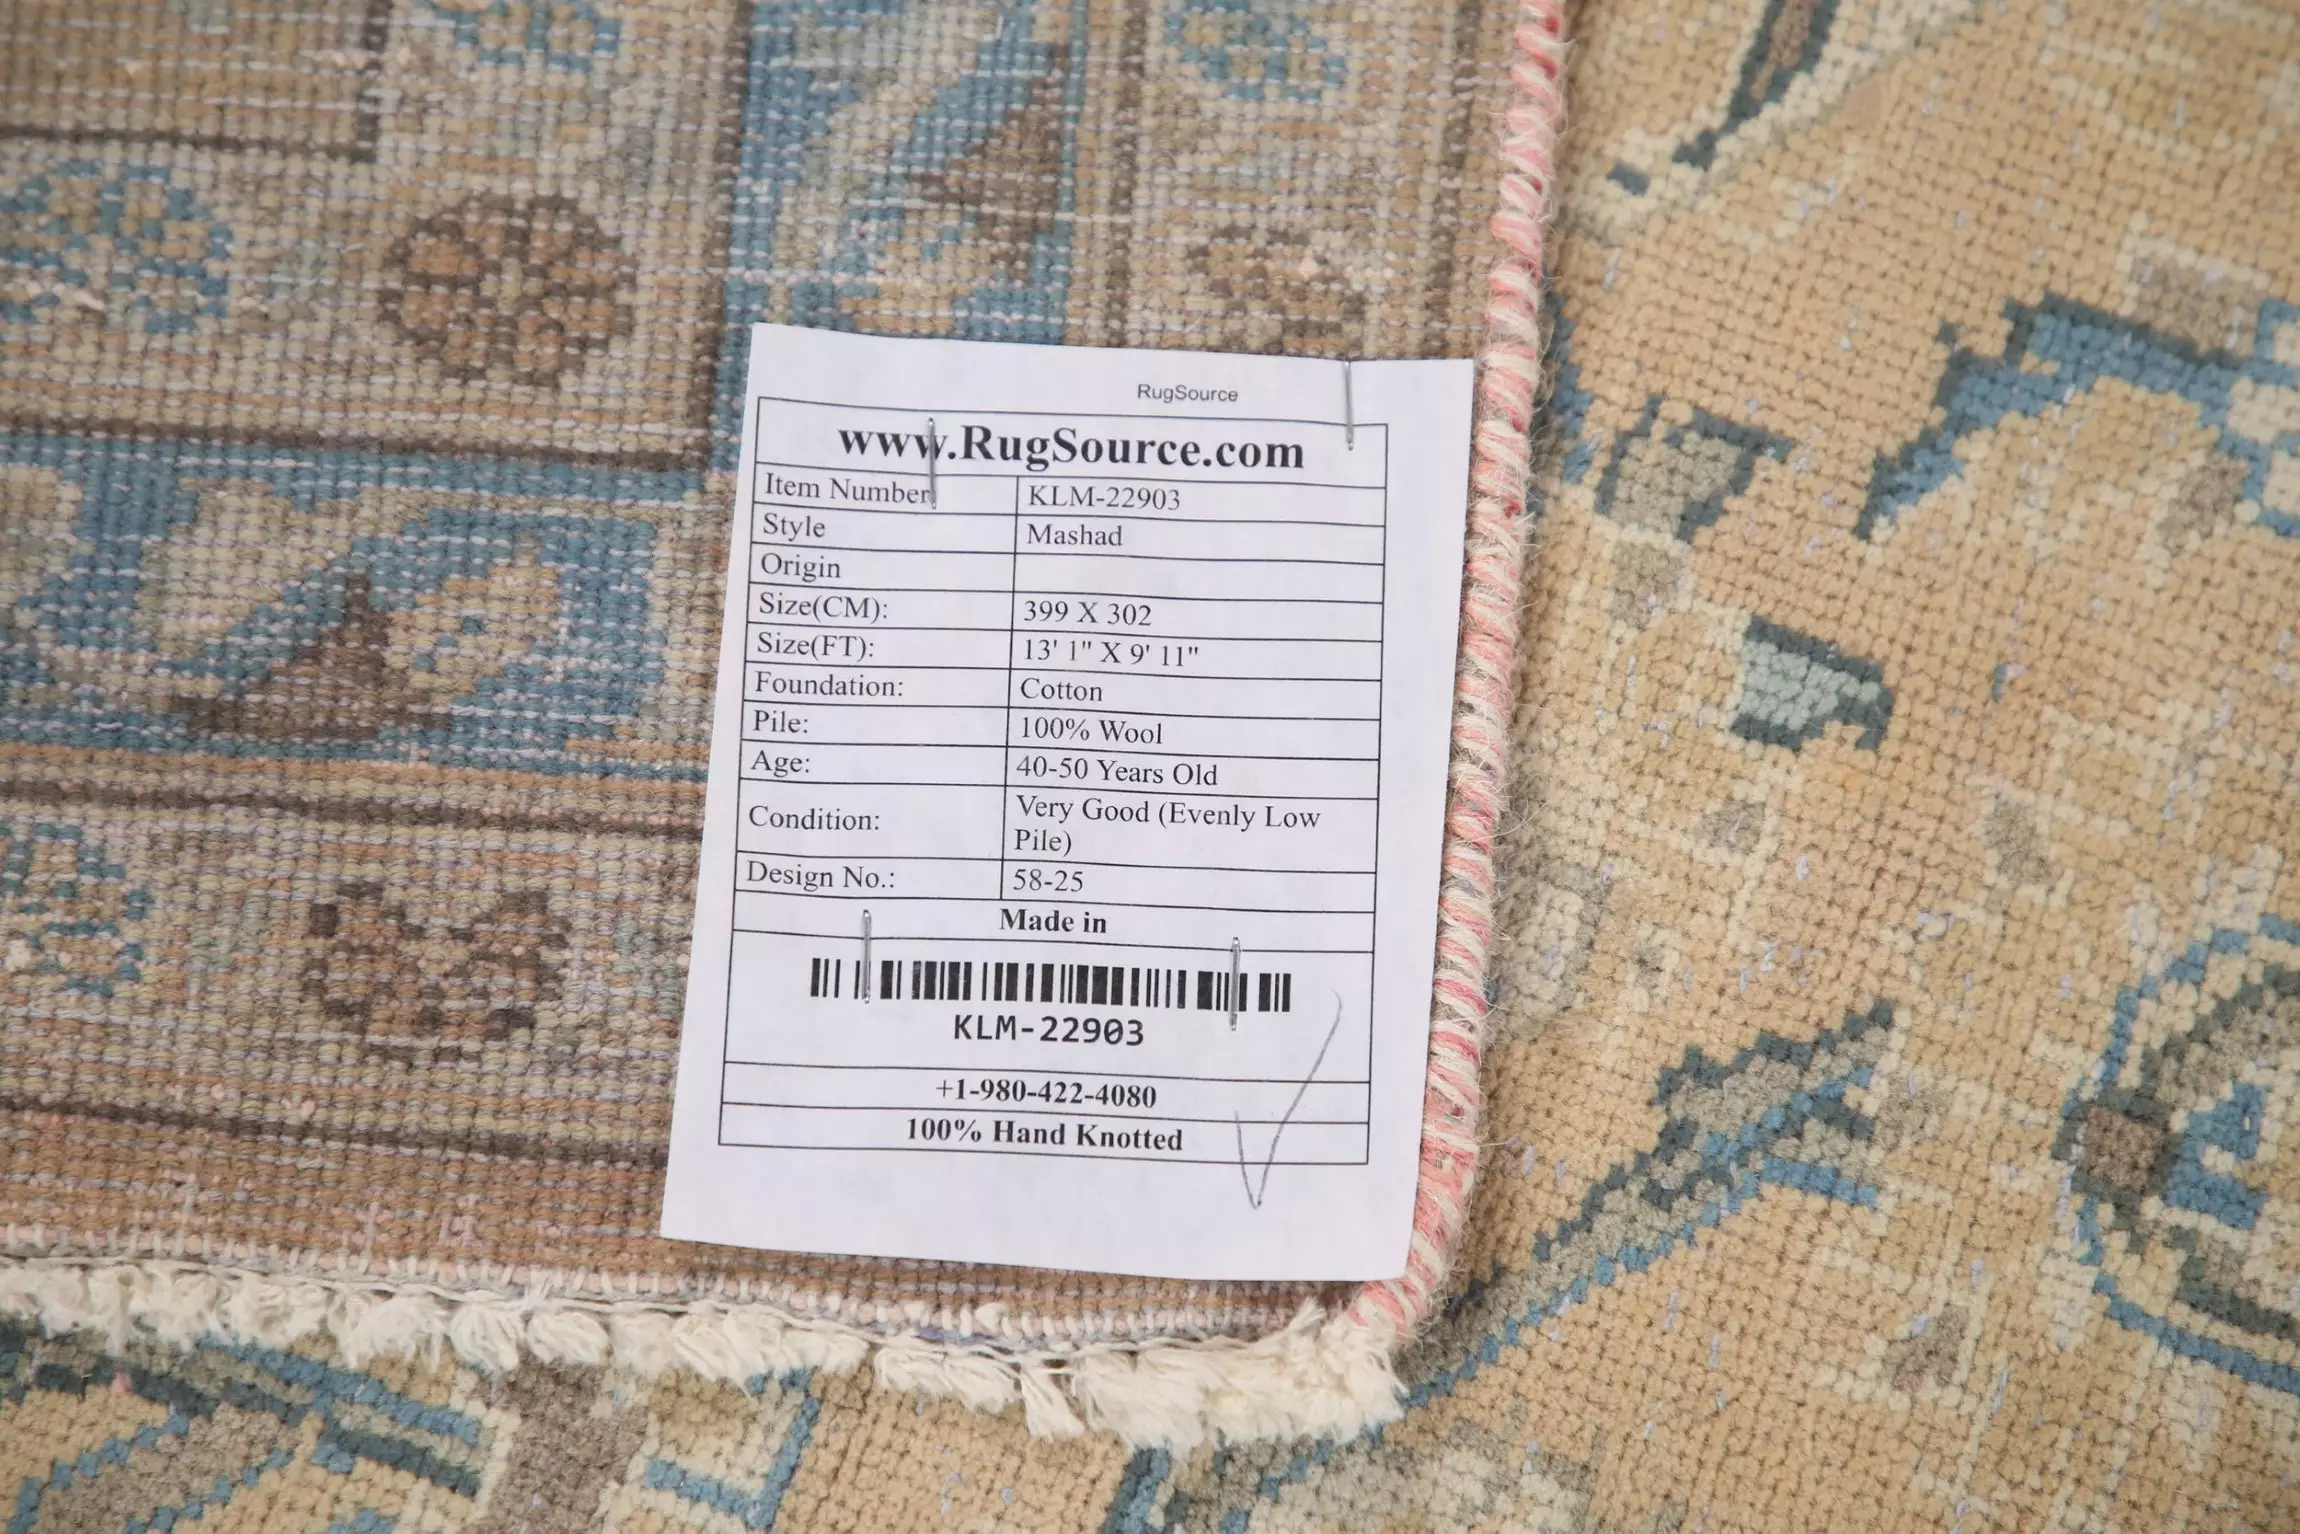 RugSource
www.RugSource.com
Item Number KLM-22903
Style Mashad
Origin
Size(CM): 399 X 302
Size(FT): 13' 1" X 9' 11"
Foundation: Cotton
Pile: 100% Wool
Age: 40-50 Years Old
Condition: Very Good (Evenly Low
Pile)
Design No.: 58-25
Made in
KLM-22903
+1-980-422-4080
100% Hand Knotted